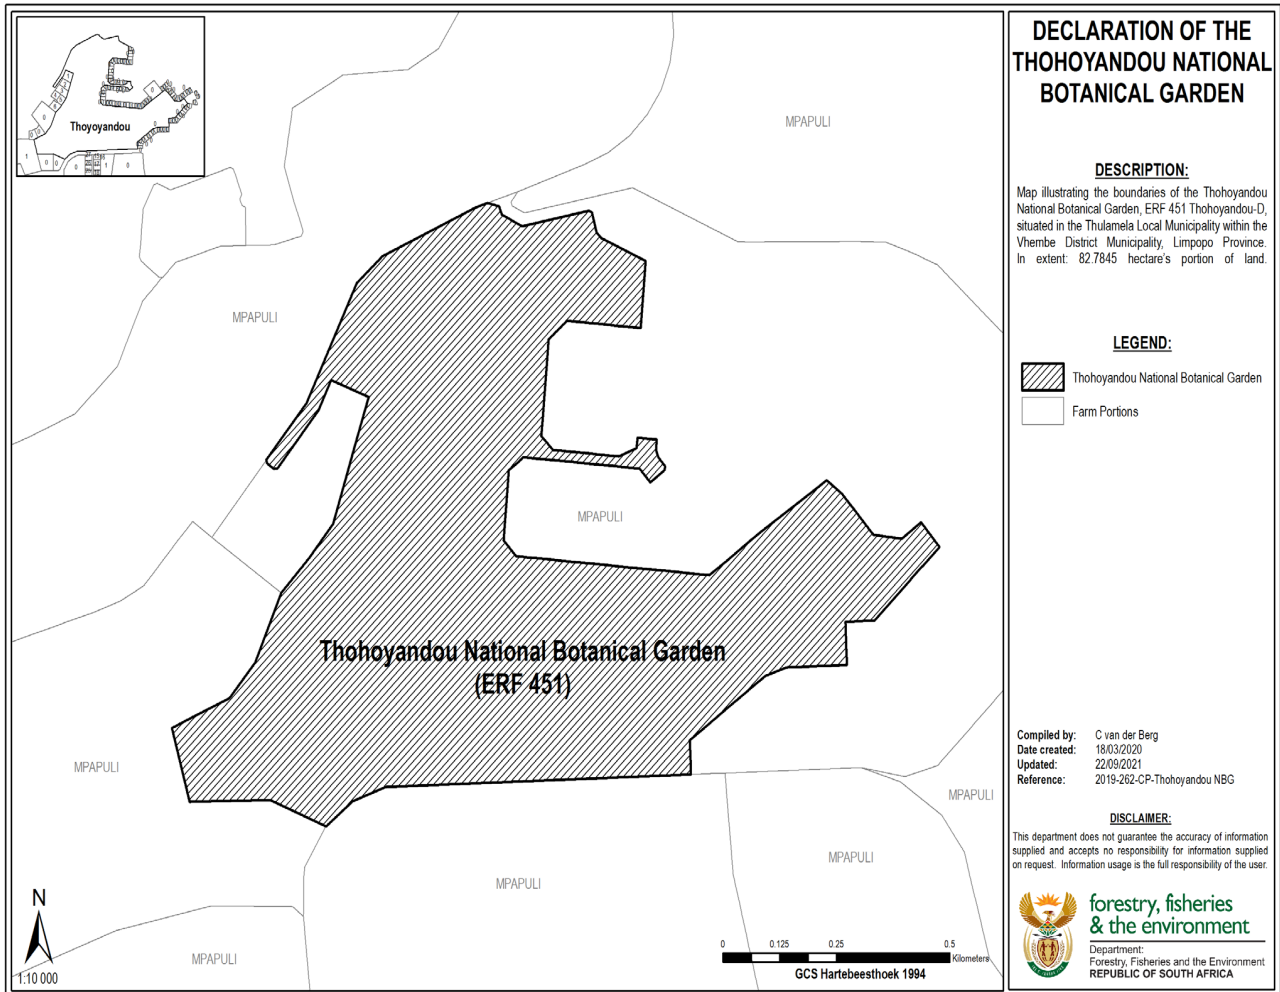 DECLARATION OF THE
THOHOYANDOU NATIONAL
BOTANICAL GARDEN
DESCRIPTION:
Map illustrating the boundaries of the Thohoyandou
National Botanical Garden, ERF 451 Thohoyandou-D,
situated in the Thulamela Local Municipality within the
Vhembe District Municipality, Limpopo Province.
In extent: 82.7845 hectare's portion of land.
LEGEND:
Thohoyandou National Botanical Garden
Farm Portions
Compiled by: C van der Berg
Date created: 18/03/2020
Updated: 22/09/2021
Reference: 2019-262-CP-Thohoyandou NBG
DISCLAIMER:
This department does not guarantee the accuracy of information
supplied and accepts no responsibility for information supplied
on request. Information usage is the full responsibility of the user.
forestry, fisheries
& the environment
Department:
Forestry, Fisheries and the Environment
REPUBLIC OF SOUTH AFRICA
Thoyoyandou
MPAPULI
MPAPULI
MPAPULI
Thohoyandou National Botanical Garden
(ERF 451)
MPAPULI
MPAPULI
MPAPULI
MPAPULI
MPAPULI
N
1:10 000
0 0.125 0.25 0.5
Kilometers
GCS Hartebeesthoek 1994